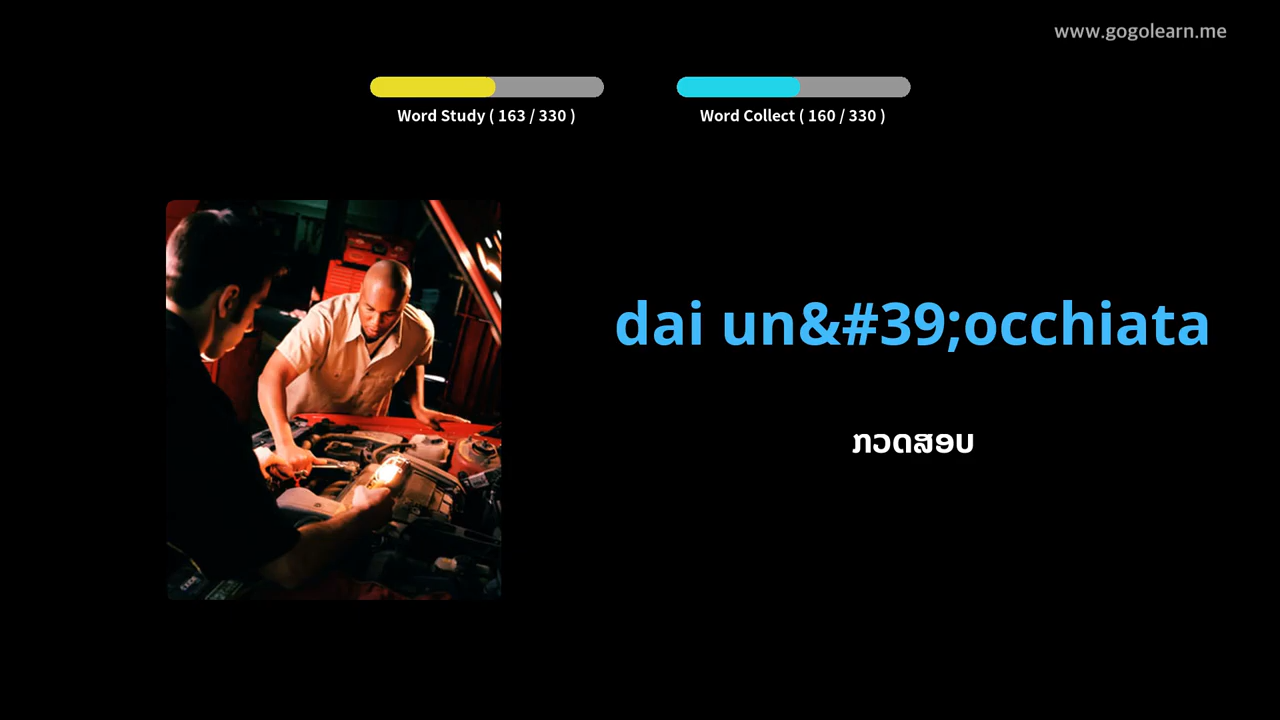 www.gogolearn.me
Word Study ( 163 / 330 )
Word Collect ( 160 / 330 )
dai un&#39;occhiata
ກວດສອບ